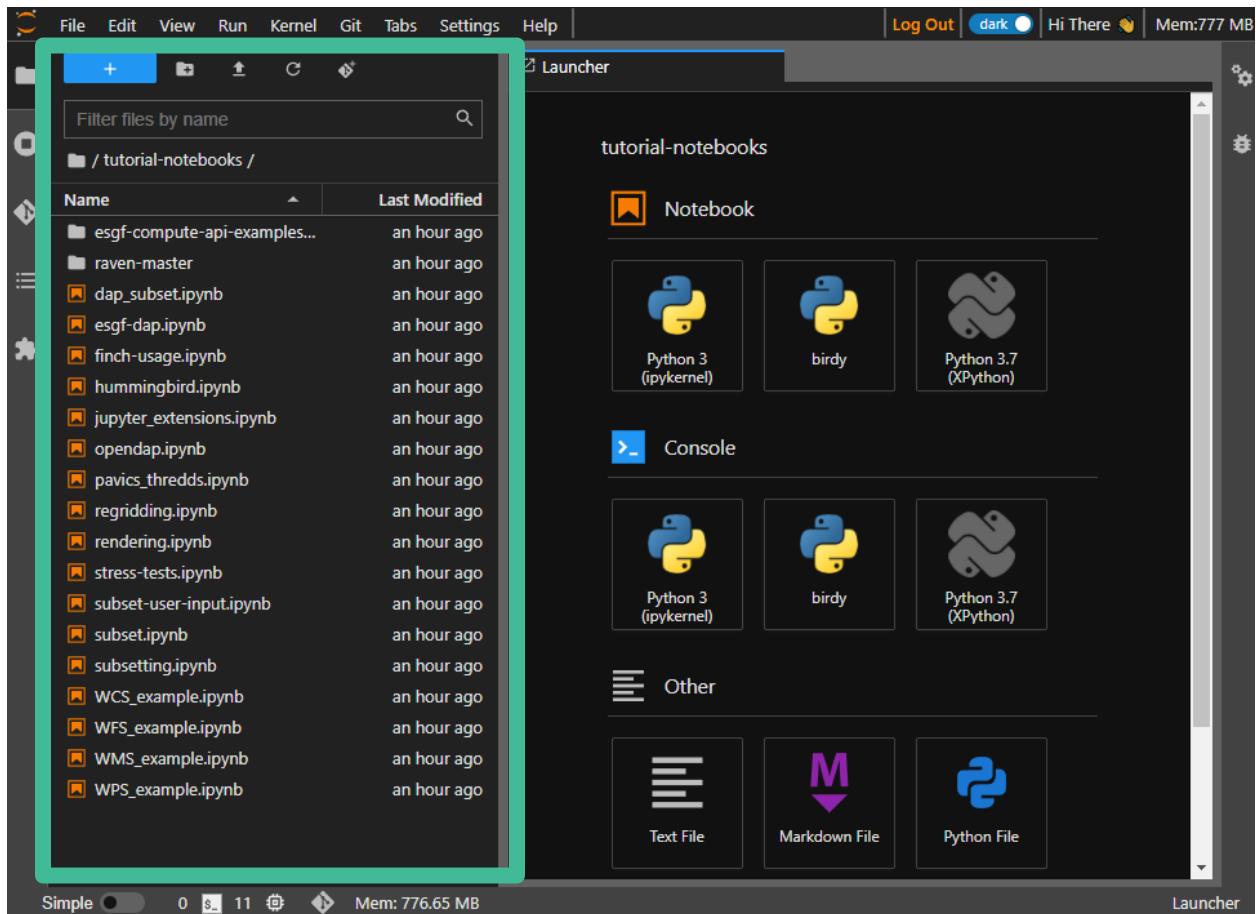 File Edit View Run Kernel Git Tabs Settings Help Log Out dark Hi There 👋 Mem:777 MB
+
Launcher
Filter files by name
/ tutorial-notebooks /
Name Last Modified
esgf-compute-api-examples... an hour ago
raven-master an hour ago
dap_subset.ipynb an hour ago
esgf-dap.ipynb an hour ago
finch-usage.ipynb an hour ago
hummingbird.ipynb an hour ago
jupyter_extensions.ipynb an hour ago
opendap.ipynb an hour ago
pavics_thredds.ipynb an hour ago
regridding.ipynb an hour ago
rendering.ipynb an hour ago
stress-tests.ipynb an hour ago
subset-user-input.ipynb an hour ago
subset.ipynb an hour ago
subsetting.ipynb an hour ago
WCS_example.ipynb an hour ago
WFS_example.ipynb an hour ago
WMS_example.ipynb an hour ago
WPS_example.ipynb an hour ago
tutorial-notebooks
Notebook
Python 3
(ipykernel)
birdy
Python 3.7
(XPython)
Console
Python 3
(ipykernel)
birdy
Python 3.7
(XPython)
Other
Text File
M
Markdown File
Python File
Simple 0 $_ 11 Mem: 776.65 MB Launcher